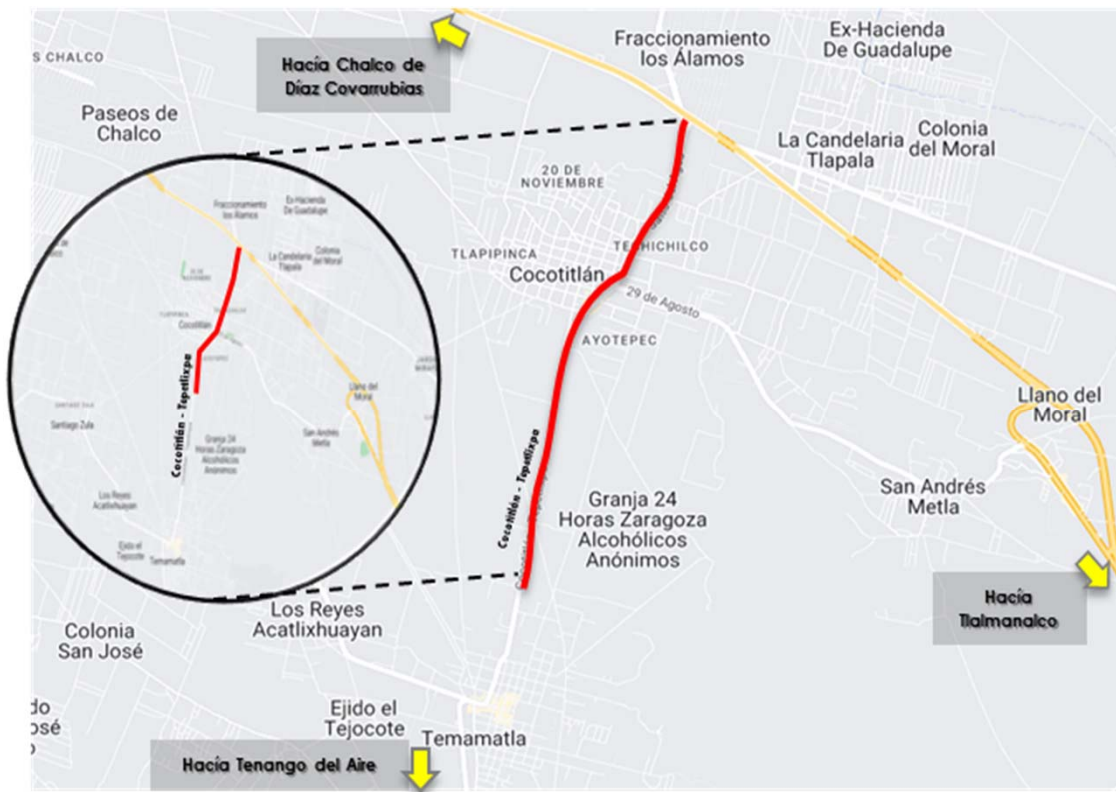 Hacía Chalco de
Díaz Covarrubias
Fraccionamiento
los Álamos
Ex-Hacienda
De Guadalupe
S CHALCO
Paseos de
Chalco
La Candelaria
Tlapala
Colonia
del Moral
20 DE
NOVIEMBRE
TLAPIPINCA
Cocotitlán
29 de Agosto
AYOTEPEC
Llano del
Moral
San Andrés
Metla
Cocotitlán - Tepetlixpa
Granja 24
Horas Zaragoza
Alcohólicos
Anónimos
Hacía
Tlalmanalco
Los Reyes
Acatlixhuayan
Colonia
San José
Ejido el
Tejocote
Temamatla
do
osé
Hacía Tenango del Aire
Fraccionamiento
los Álamos
Ex-Hacienda
De Guadalupe
La Candelaria
Tlapala
Colonia
del Moral
TLAPIPINCA
Cocotitlán
Llano del
Moral
San Andrés
Metla
Santiago Zula
Cocotitlán - Tepetlixpa
Granja 24
Horas Zaragoza
Alcohólicos
Anónimos
Los Reyes
Acatlixhuayan
Ejido el
Tejocote
Temamatla